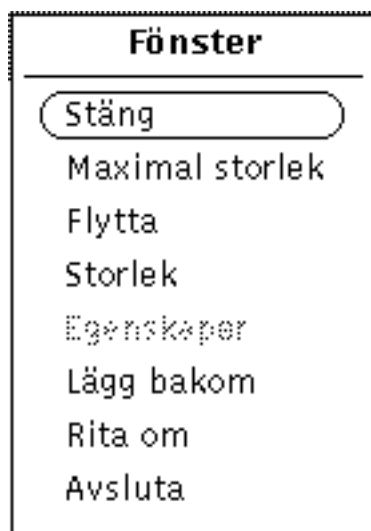 Fönster
Stäng
Maximal storlek
Flytta
Storlek
Egenskaper
Lägg bakom
Rita om
Avsluta